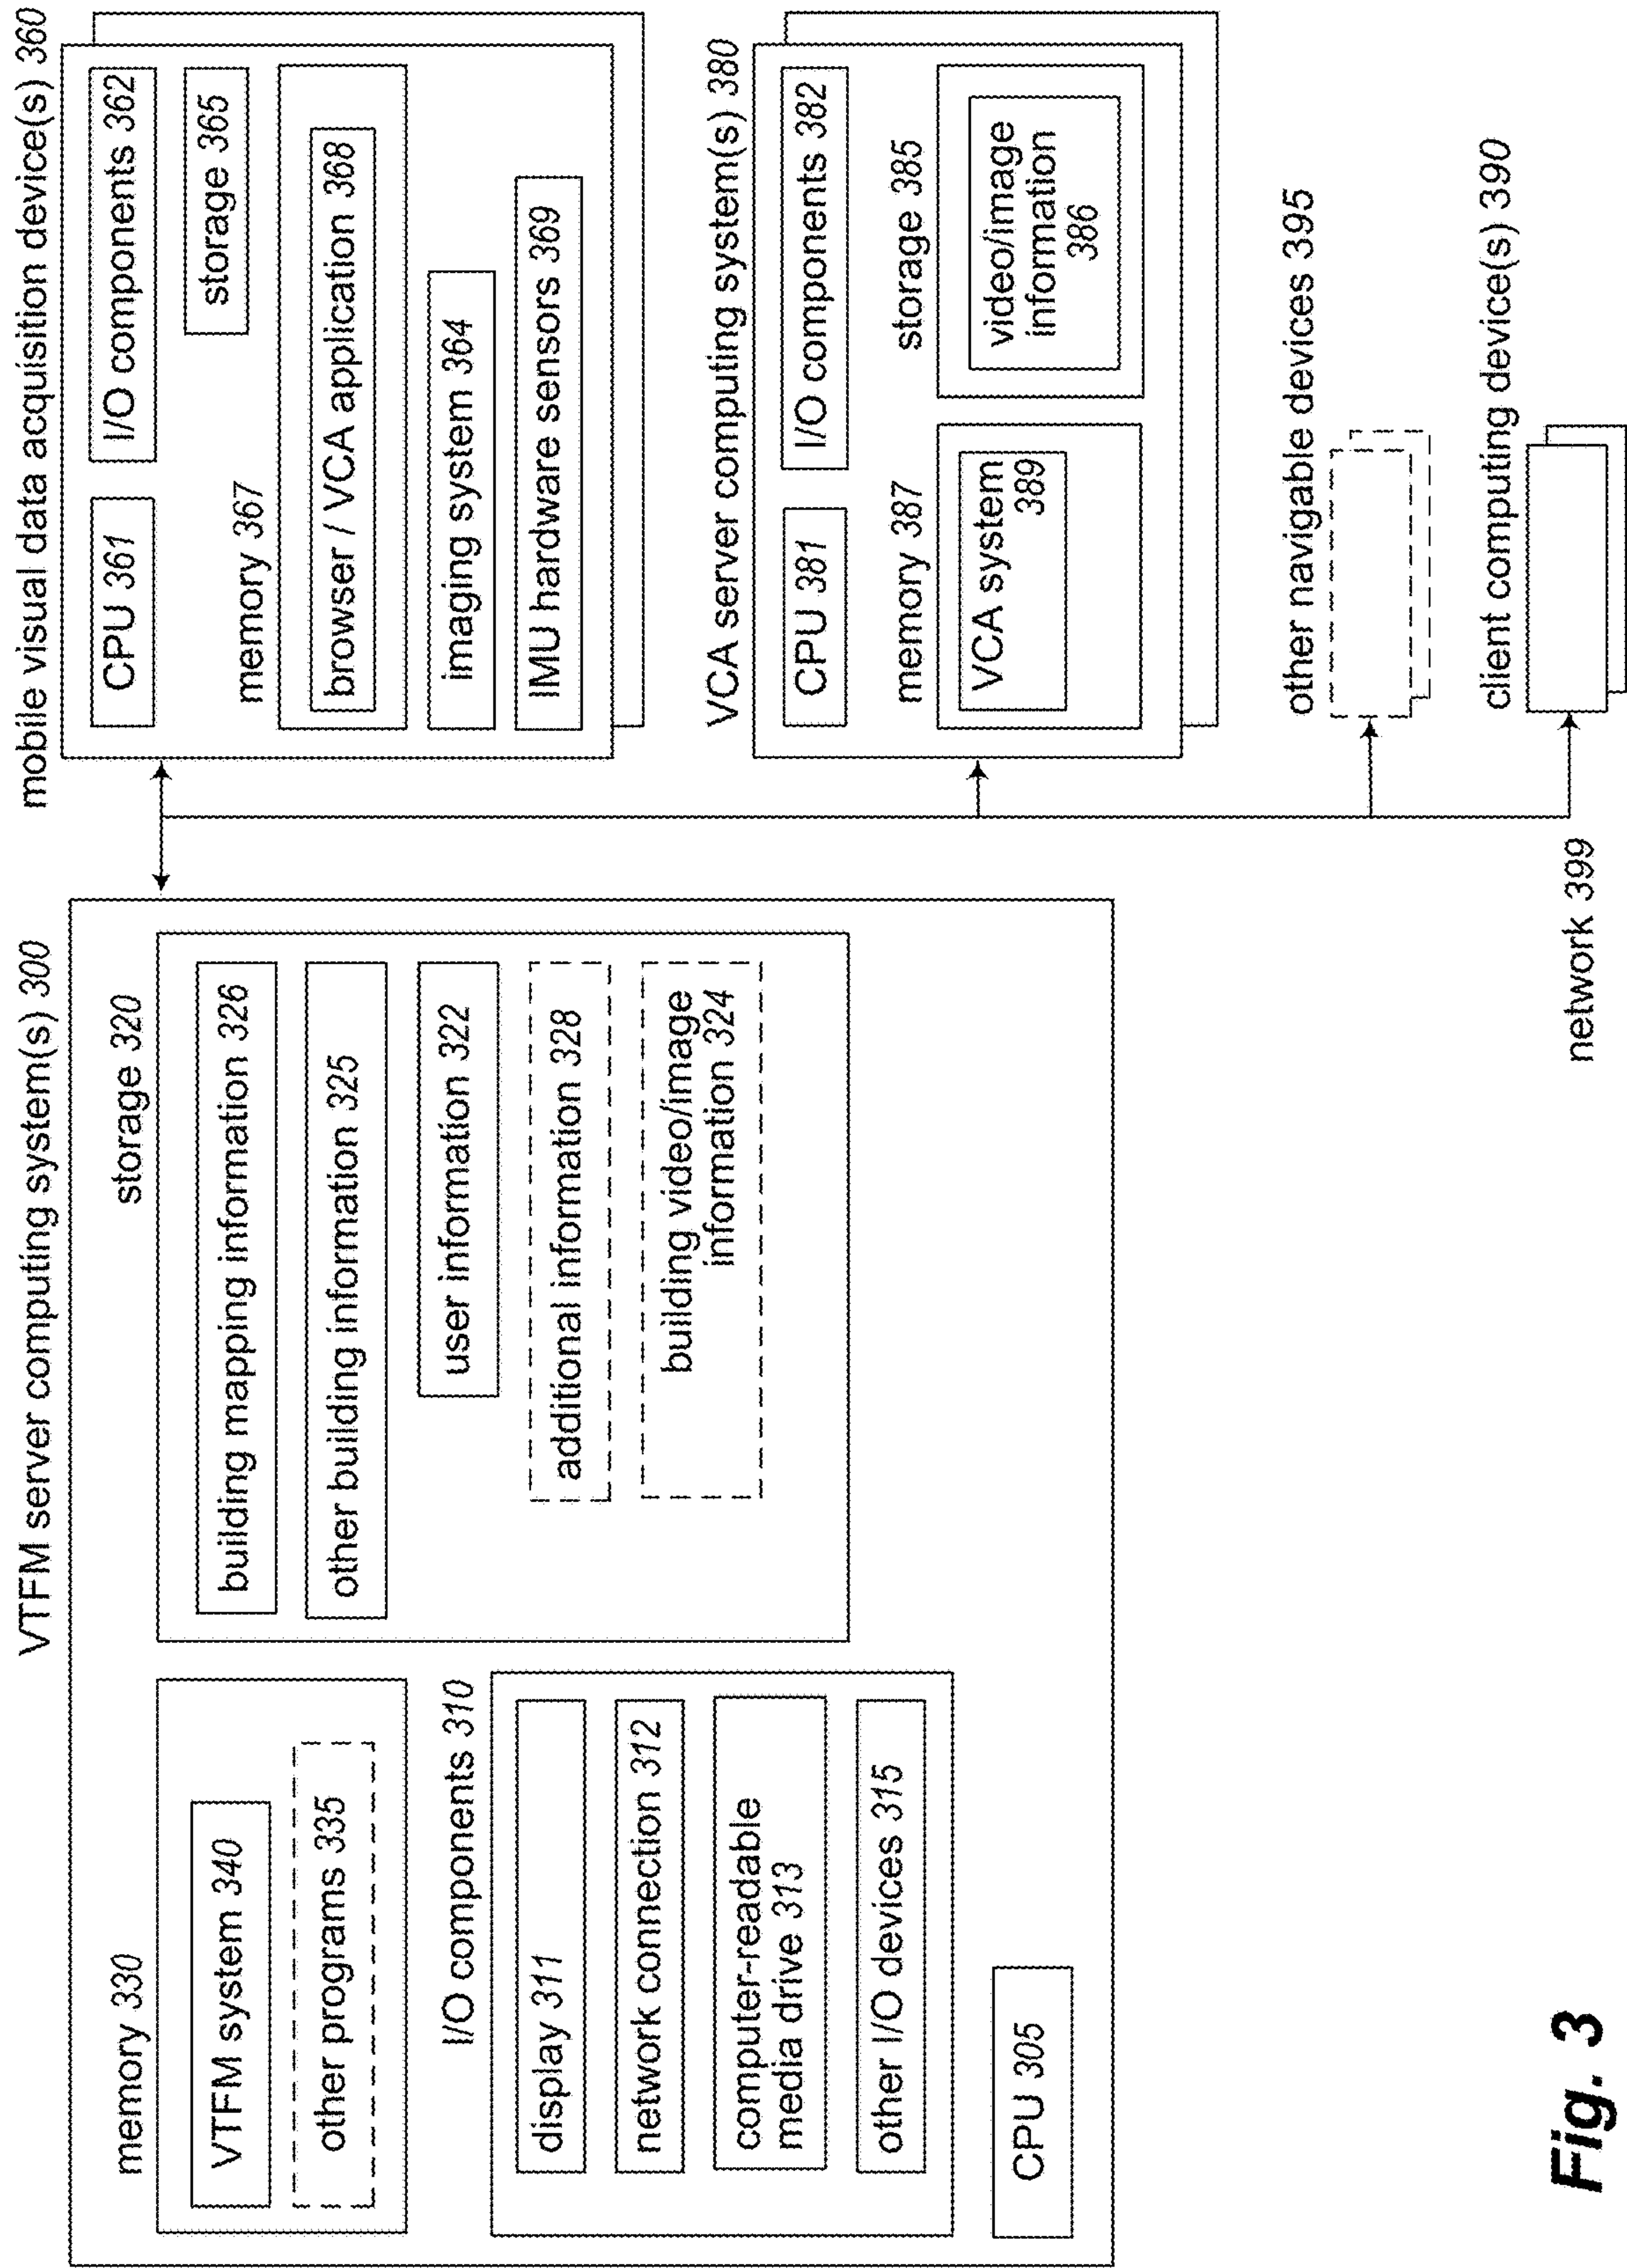 VTFM server computing system(s) 300
memory 330
VTFM system 340
other programs 335
I/O components 310
display 311
network connection 312
computer-readable
media drive 313
other I/O devices 315
CPU 305
storage 320
building mapping information 326
other building information 325
user information 322
additional information 328
building video/image
information 324
mobile visual data acquisition device(s) 360
CPU 361
I/O components 362
storage 365
memory 367
browser / VCA application 368
imaging system 364
IMU hardware sensors 369
VCA server computing system(s) 380
CPU 381
I/O components 382
memory 387
VCA system
389
storage 385
video/image
information
386
other navigable devices 395
client computing device(s) 390
network 399
Fig. 3